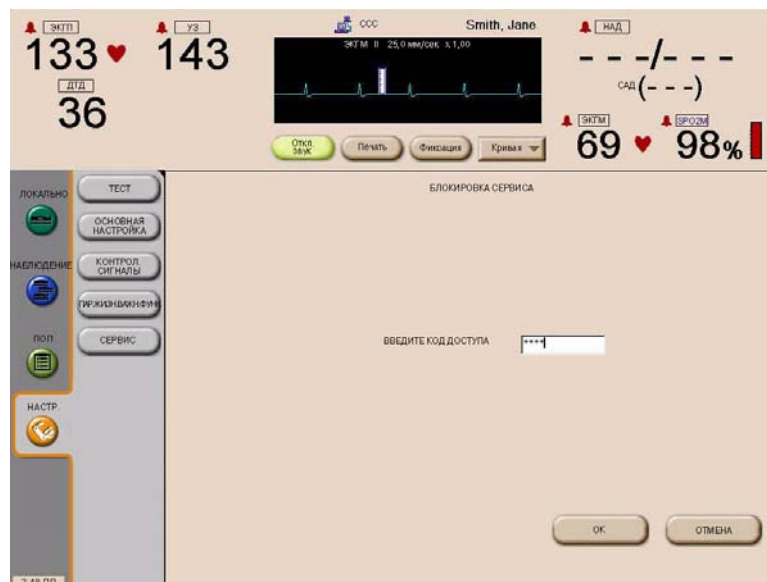 ЭКГП
133
УЗ
143
ДТД
36
ССС Smith, Jane
ЭКГМ II 25,0 мм/сек x 1,00
Откл. звук
Печать
Фиксация
Кривая
НАД
- - -/- - -
САД (- - -)
ЭКГМ
69
SPO2M
98%
ЛОКАЛЬНО
НАБЛЮДЕНИЕ
ПОП
НАСТР.
ТЕСТ
ОСНОВНАЯ
НАСТРОЙКА
КОНТРОЛ.
СИГНАЛЫ
СЕРВИС
БЛОКИРОВКА СЕРВИСА
ВВЕДИТЕ КОД ДОСТУПА ****
ОК
ОТМЕНА